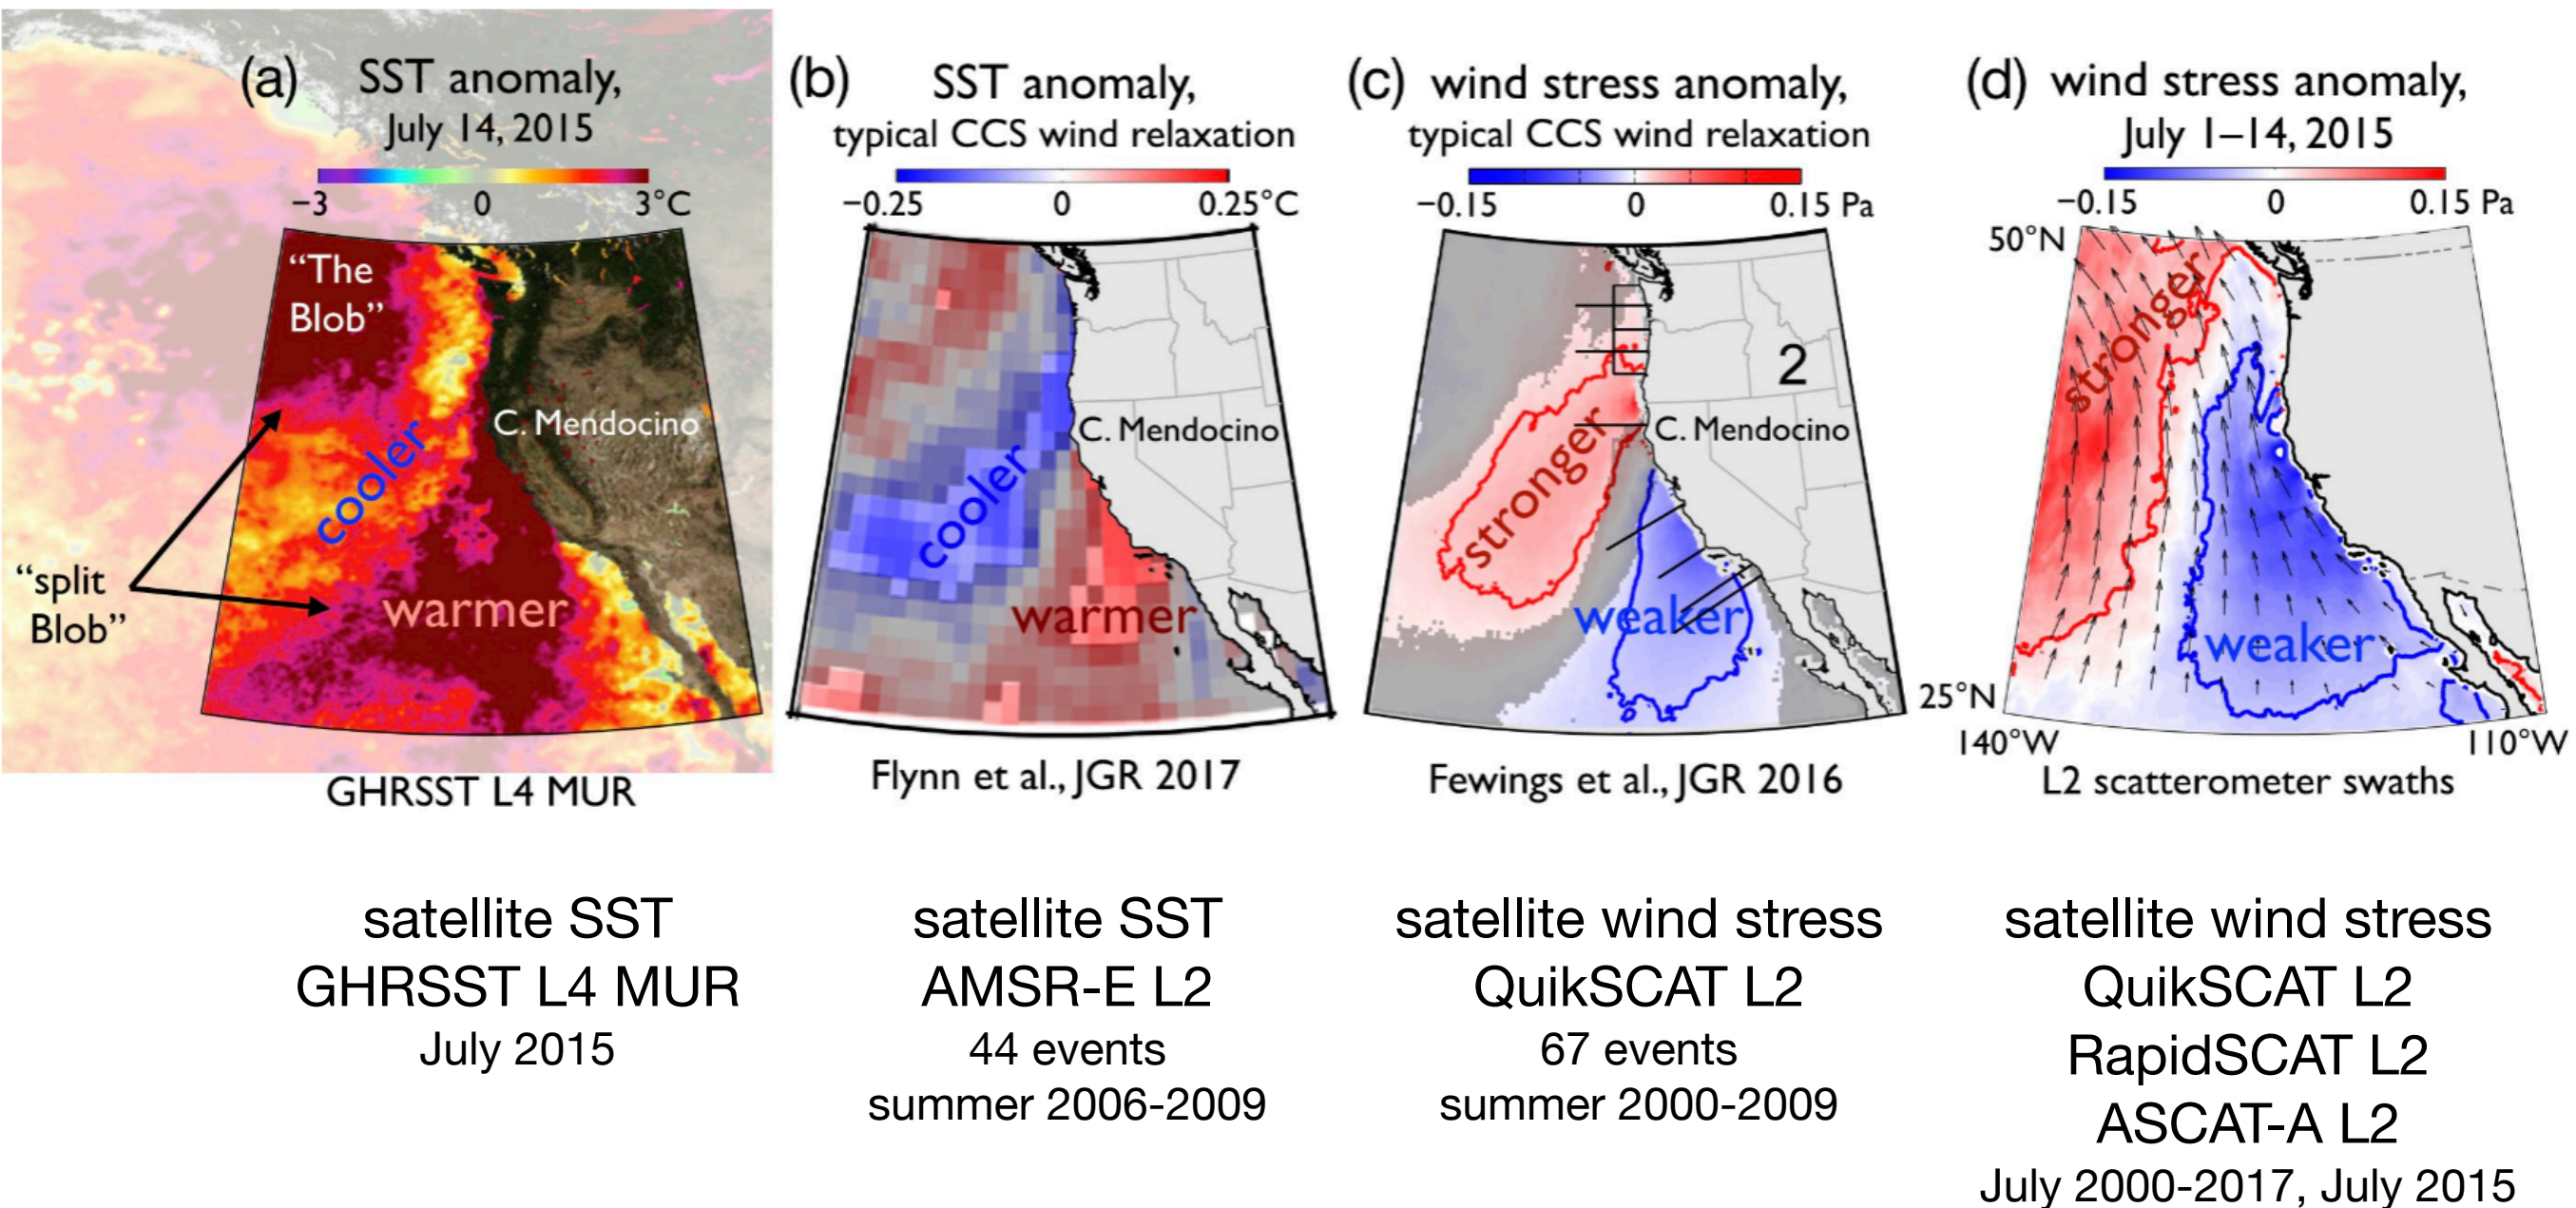 (a) SST anomaly,
July 14, 2015
−3 0 3°C
“The
Blob”
C. Mendocino
cooler
“split
Blob”
warmer
GHRSST L4 MUR
satellite SST
GHRSST L4 MUR
July 2015
(b) SST anomaly,
typical CCS wind relaxation
−0.25 0 0.25°C
C. Mendocino
cooler
warmer
Flynn et al., JGR 2017
satellite SST
AMSR-E L2
44 events
summer 2006-2009
(c) wind stress anomaly,
typical CCS wind relaxation
−0.15 0 0.15 Pa
2
C. Mendocino
stronger
weaker
Fewings et al., JGR 2016
satellite wind stress
QuikSCAT L2
67 events
summer 2000-2009
(d) wind stress anomaly,
July 1–14, 2015
−0.15 0 0.15 Pa
50°N
stronger
weaker
25°N
140°W 110°W
L2 scatterometer swaths
satellite wind stress
QuikSCAT L2
RapidSCAT L2
ASCAT-A L2
July 2000-2017, July 2015